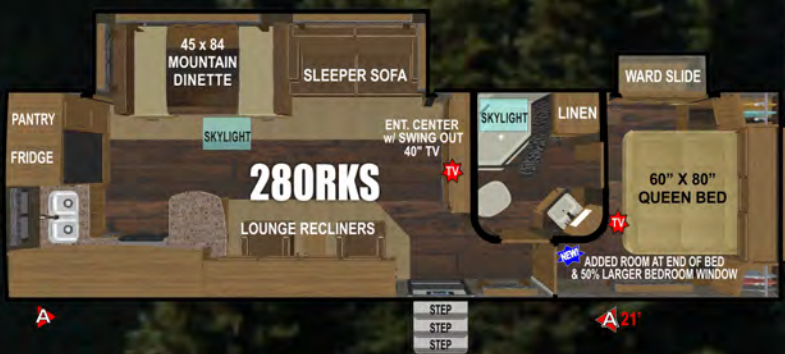 45 x 84
MOUNTAIN
DINETTE
SLEEPER SOFA
WARD SLIDE
PANTRY
FRIDGE
SKYLIGHT
ENT. CENTER
w/ SWING OUT
40" TV
TV
SKYLIGHT
LINEN
280RKS
60" X 80"
QUEEN BED
TV
LOUNGE RECLINERS
NEW!
ADDED ROOM AT END OF BED
& 50% LARGER BEDROOM WINDOW
STEP
STEP
STEP
A
A 21'